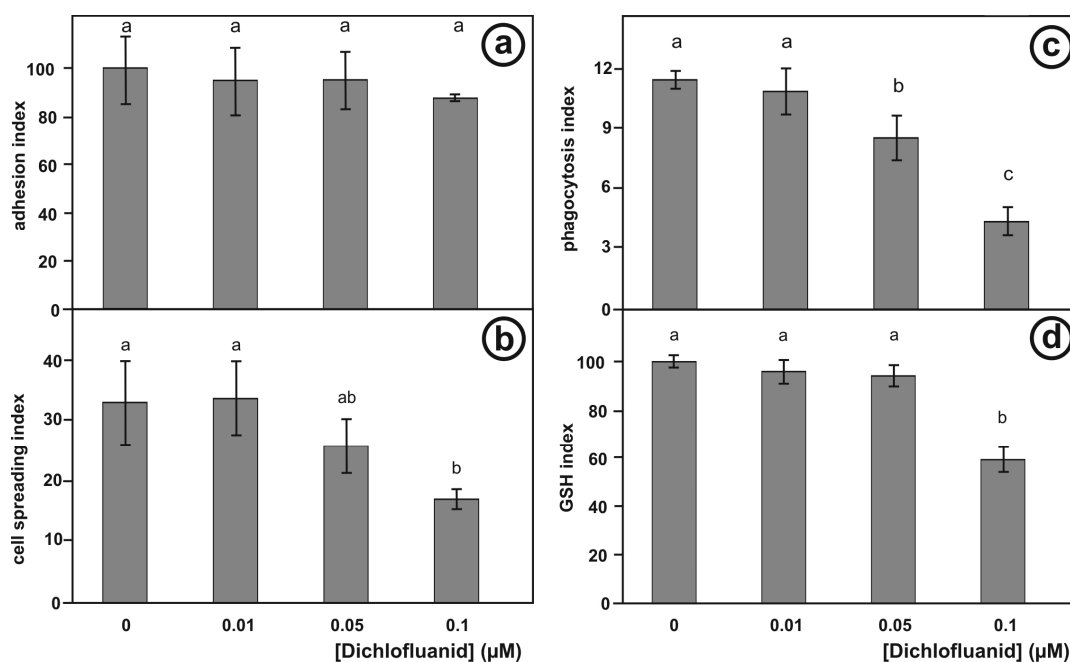 a
adhesion index
100
80
60
40
20
0
a a a a
b
cell spreading index
40
30
20
10
0
a a ab b
0 0.01 0.05 0.1
[Dichlofluanid] (µM)
c
phagocytosis index
12
9
6
3
0
a a b c
d
GSH index
100
80
60
40
20
0
a a a b
0 0.01 0.05 0.1
[Dichlofluanid] (µM)